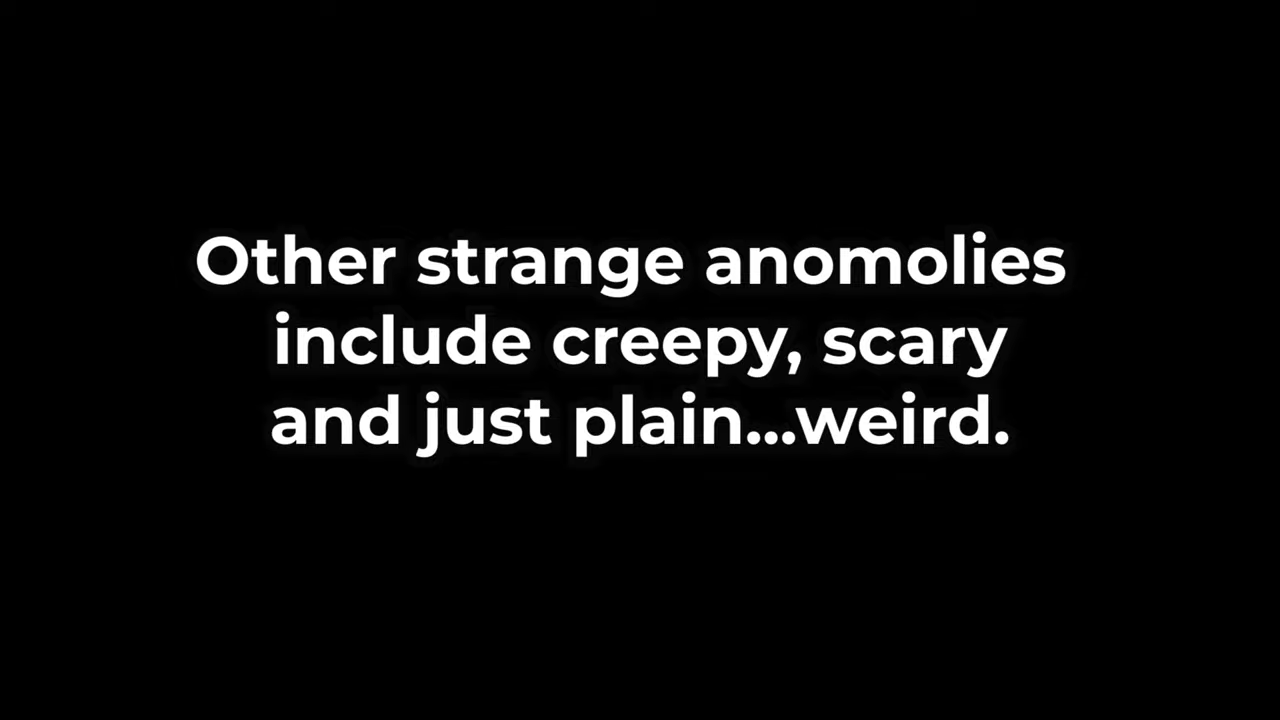 Other strange anomolies
include creepy, scary
and just plain...weird.